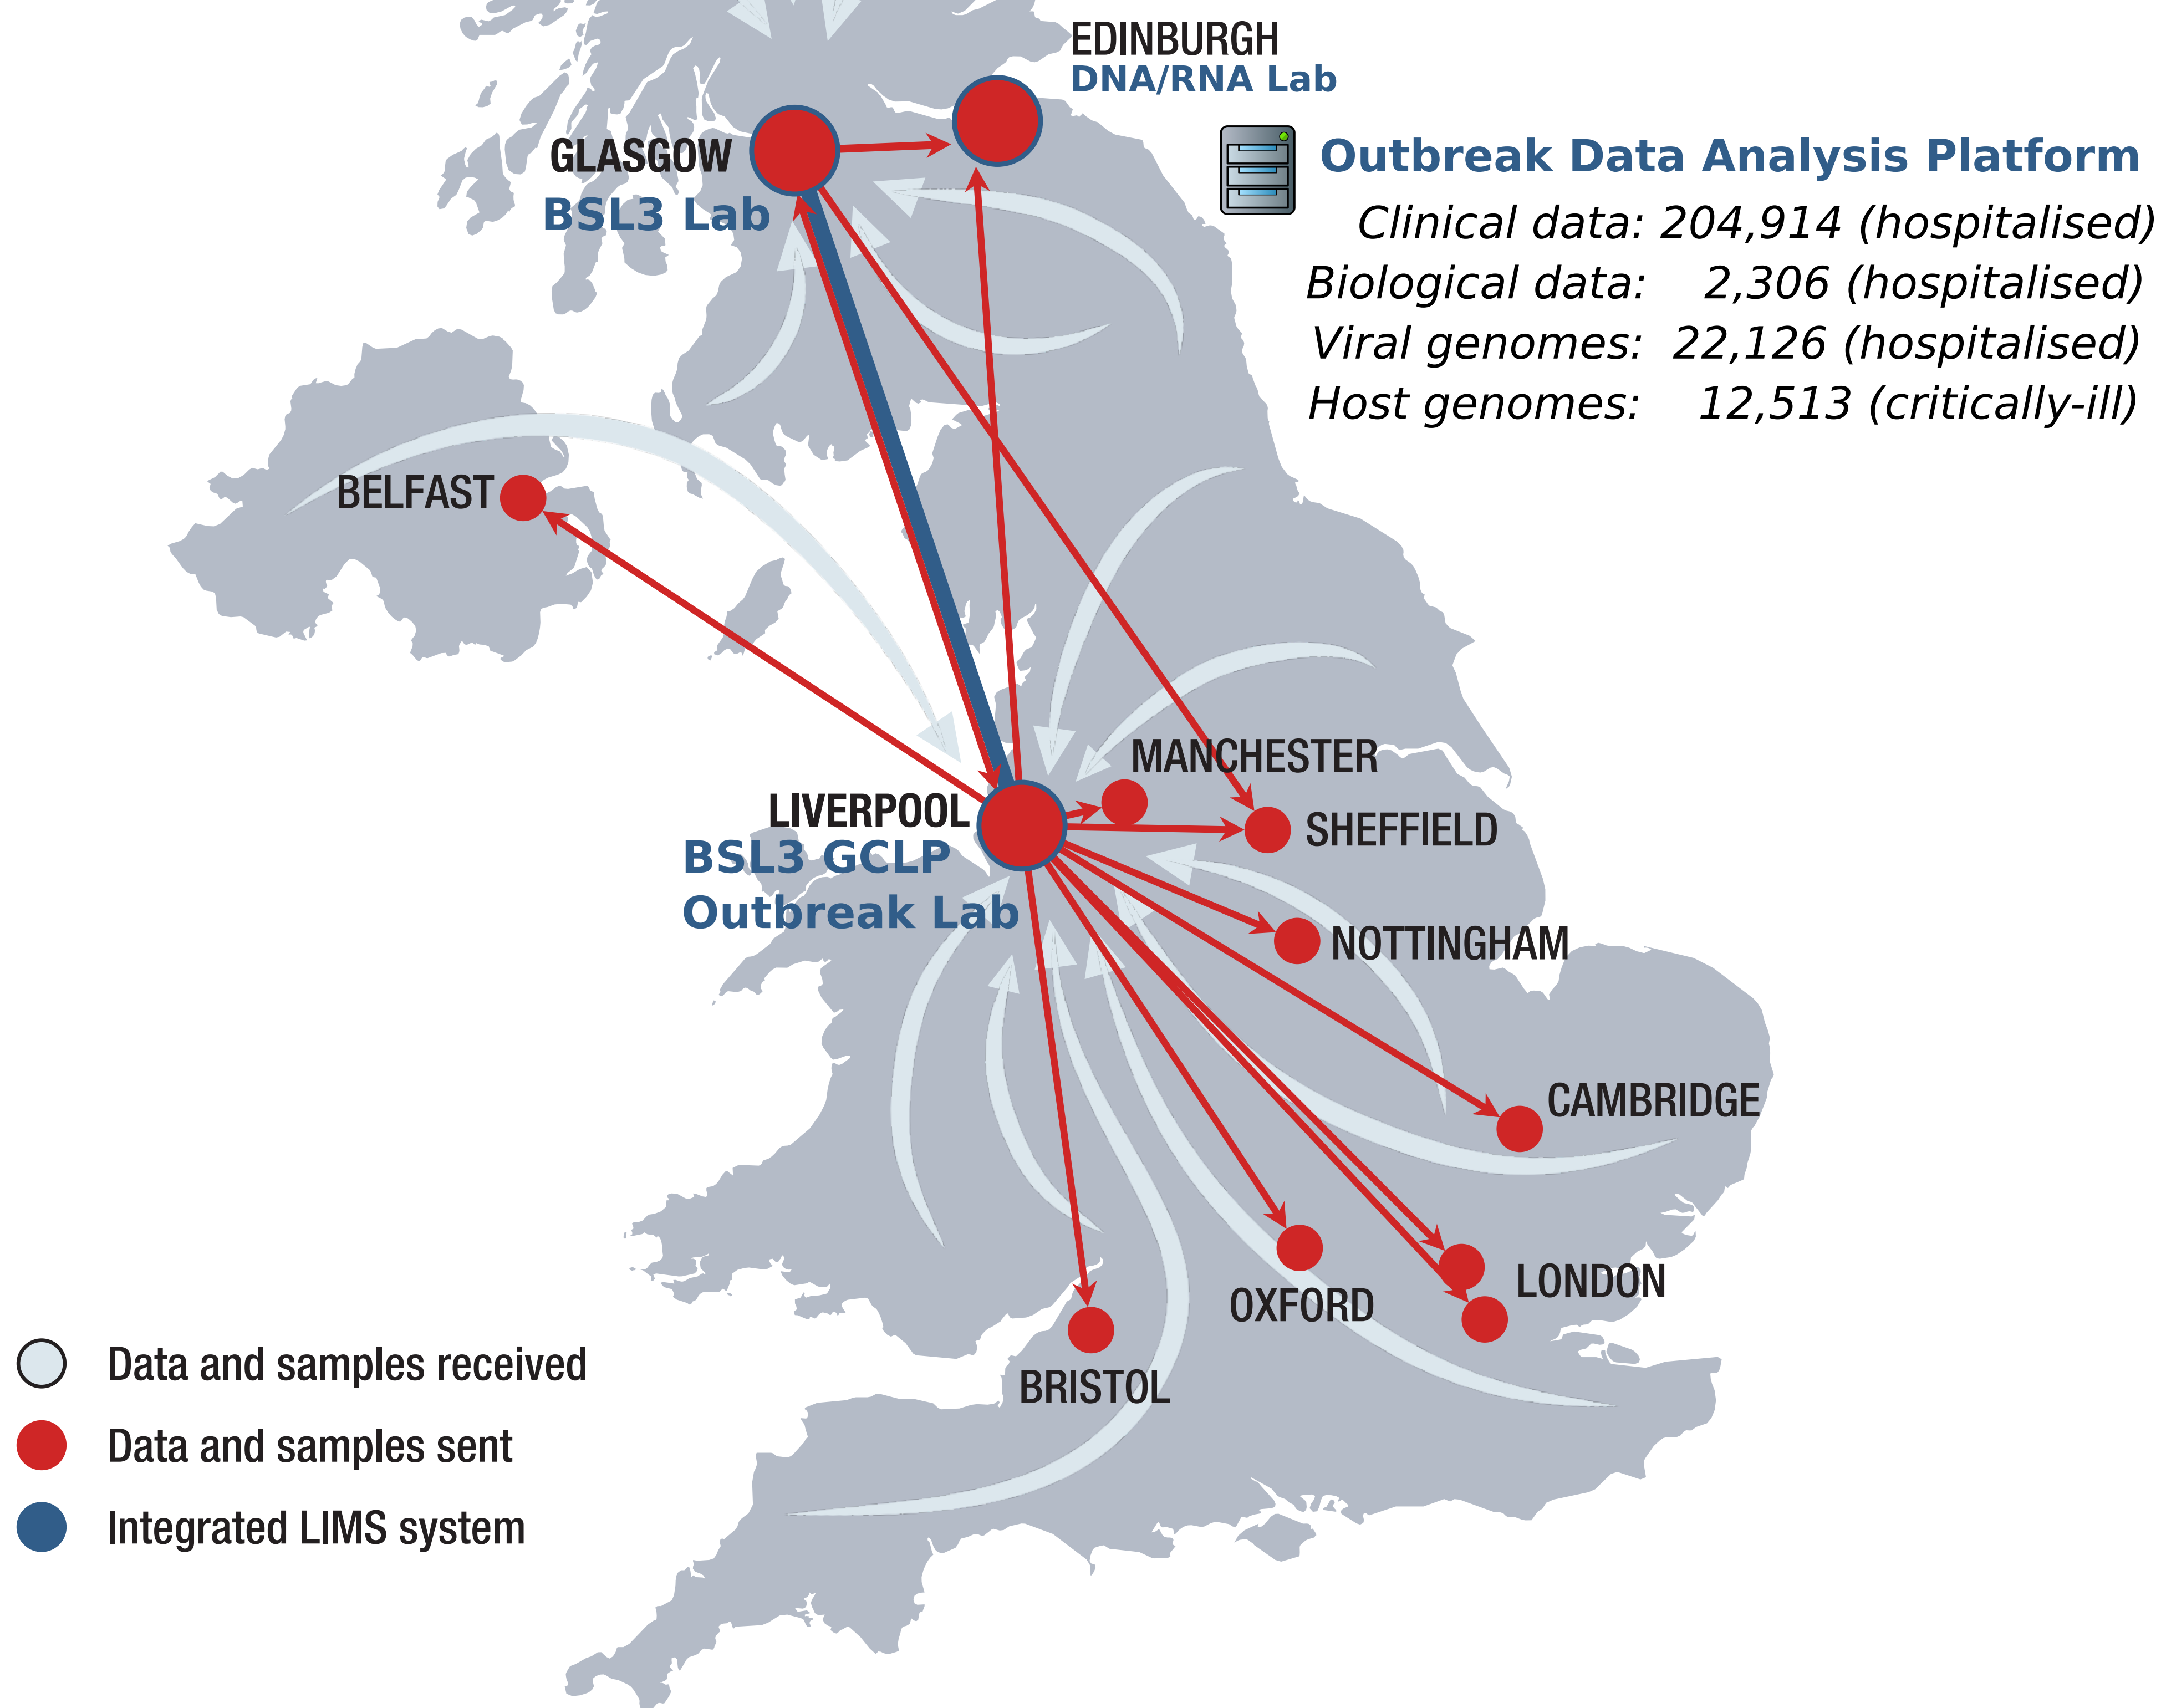 EDINBURGH
DNA/RNA Lab
GLASGOW
BSL3 Lab
Outbreak Data Analysis Platform
Clinical data: 204,914 (hospitalised)
Biological data: 2,306 (hospitalised)
Viral genomes: 22,126 (hospitalised)
Host genomes: 12,513 (critically-ill)
BELFAST
MANCHESTER
LIVERPOOL
BSL3 GCLP
Outbreak Lab
SHEFFIELD
NOTTINGHAM
CAMBRIDGE
LONDON
OXFORD
BRISTOL
Data and samples received
Data and samples sent
Integrated LIMS system